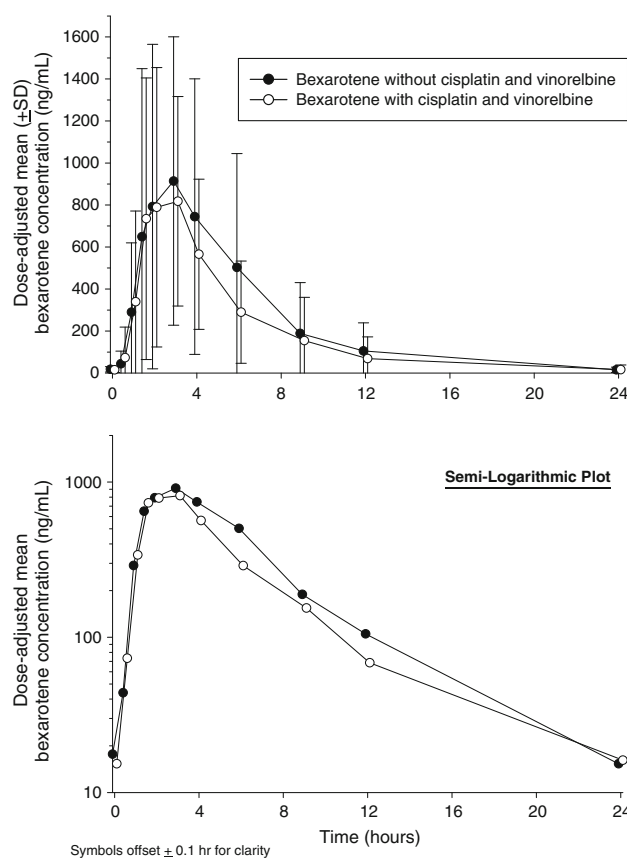 Dose-adjusted mean (±SD)
bexarotene concentration (ng/mL)
1600
1400
1200
1000
800
600
400
200
0
Bexarotene without cisplatin and vinorelbine
Bexarotene with cisplatin and vinorelbine
0 4 8 12 16 20 24
Dose-adjusted mean
bexarotene concentration (ng/mL)
Semi-Logarithmic Plot
1000
100
10
0 4 8 12 16 20 24
Time (hours)
Symbols offset ± 0.1 hr for clarity